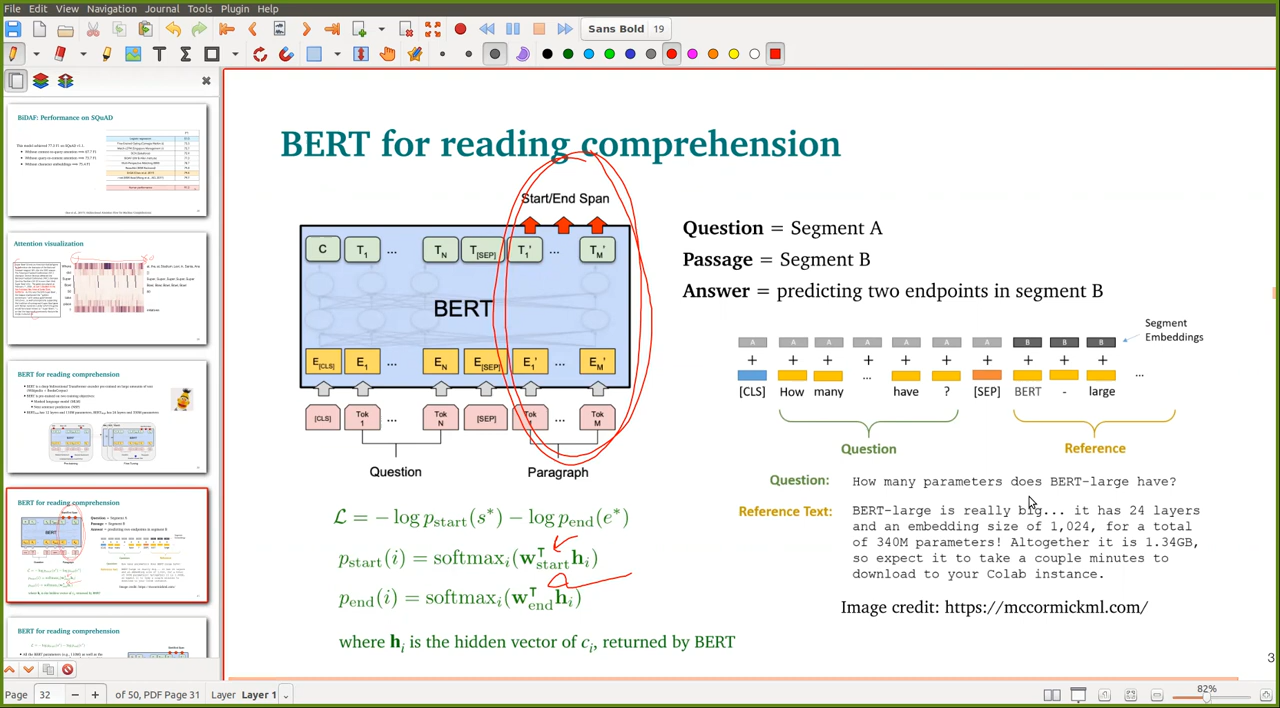 File Edit View Navigation Journal Tools Plugin Help
Sans Bold 19
BiDAF: Performance on SQuAD
Attention visualization
BERT for reading comprehension
BERT for reading comprehension
BERT for reading comprehension
BERT for reading comprehension
Start/End Span
C T1 ... TN T[SEP] T1' ... TM'
BERT
E[CLS] E1 ... EN E[SEP] E1' ... EM'
[CLS] Tok 1 ... Tok N [SEP] Tok ... Tok M
Question Paragraph
ℒ = − log pstart(s*) − log pend(e*)
pstart(i) = softmaxi(w⊤start hi)
pend(i) = softmaxi(w⊤end hi)
where hi is the hidden vector of ci, returned by BERT
Question = Segment A
Passage = Segment B
Answer = predicting two endpoints in segment B
Segment
Embeddings
A A A A A A A B B B
+ + + + + + + + + +
[CLS] How many ... have ? [SEP] BERT - large ...
Question Reference
Question: How many parameters does BERT-large have?
Reference Text: BERT-large is really big... it has 24 layers
and an embedding size of 1,024, for a total
of 340M parameters! Altogether it is 1.34GB,
so expect it to take a couple minutes to
download to your Colab instance.
Image credit: https://mccormickml.com/
3
Page 32 of 50, PDF Page 31 Layer Layer 1 82%